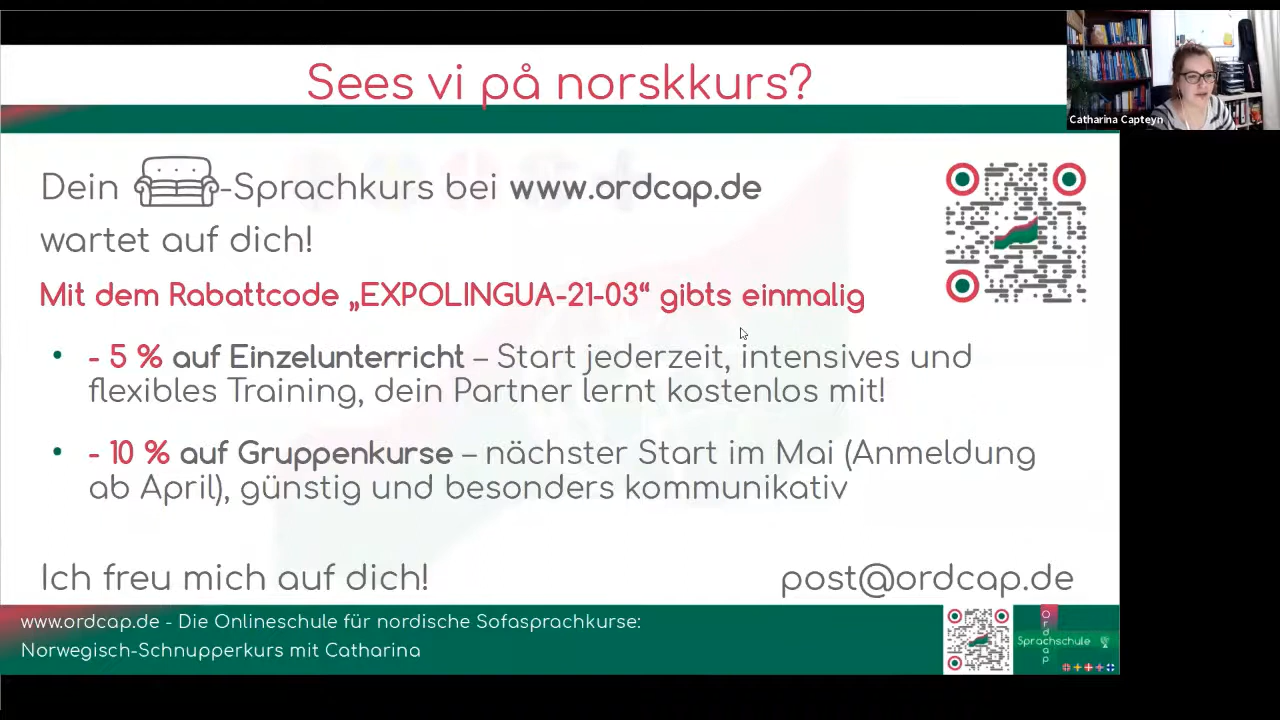 Sees vi på norskkurs?
Catharina Capteyn
Dein -Sprachkurs bei www.ordcap.de
wartet auf dich!
Mit dem Rabattcode „EXPOLINGUA-21-03“ gibts einmalig
• - 5 % auf Einzelunterricht – Start jederzeit, intensives und
flexibles Training, dein Partner lernt kostenlos mit!
• - 10 % auf Gruppenkurse – nächster Start im Mai (Anmeldung
ab April), günstig und besonders kommunikativ
Ich freu mich auf dich!
post@ordcap.de
www.ordcap.de - Die Onlineschule für nordische Sofasprachkurse:
Norwegisch-Schnupperkurs mit Catharina
Ordcap
Sprachschule